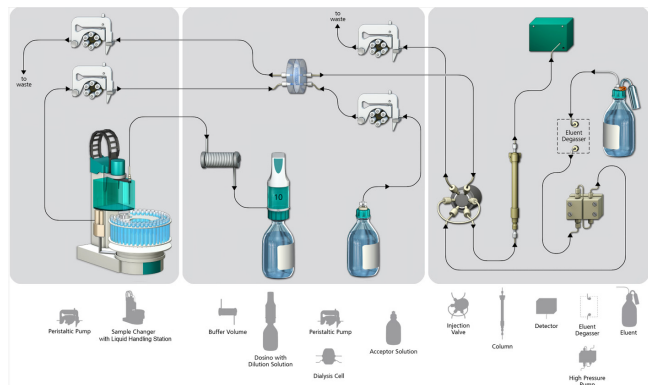 to
waste
to
waste
10
Eluent
Degasser
Peristaltic Pump
Sample Changer
with Liquid Handling Station
Buffer Volume
Dosino with
Dilution Solution
Peristaltic Pump
Dialysis Cell
Acceptor Solution
Injection
Valve
Column
Detector
Eluent
Degasser
Eluent
High Pressure
Pump